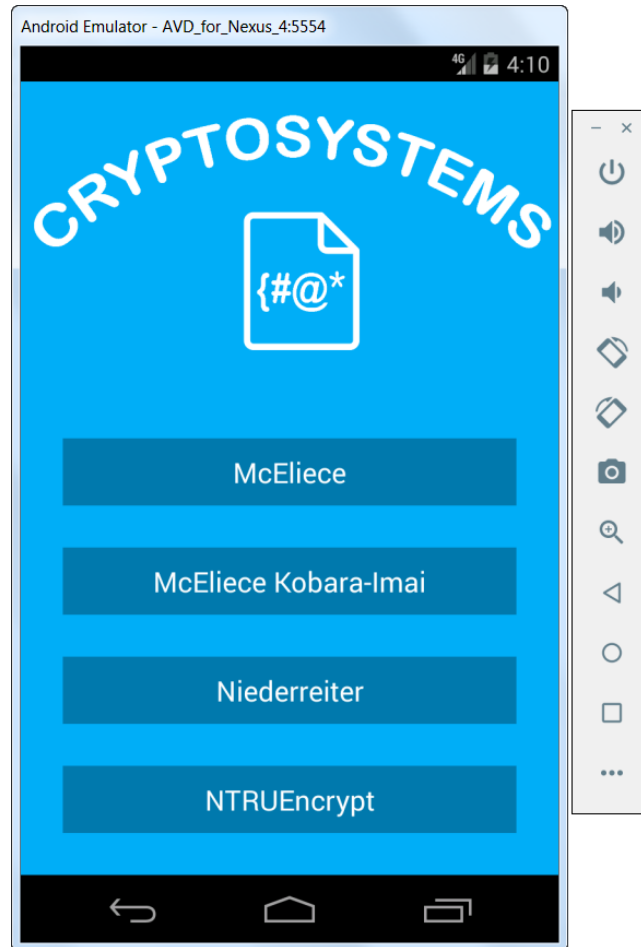 Android Emulator - AVD_for_Nexus_4:5554
4G 4:10
CRYPTOSYSTEMS
{#@*
McEliece
McEliece Kobara-Imai
Niederreiter
NTRUEncrypt